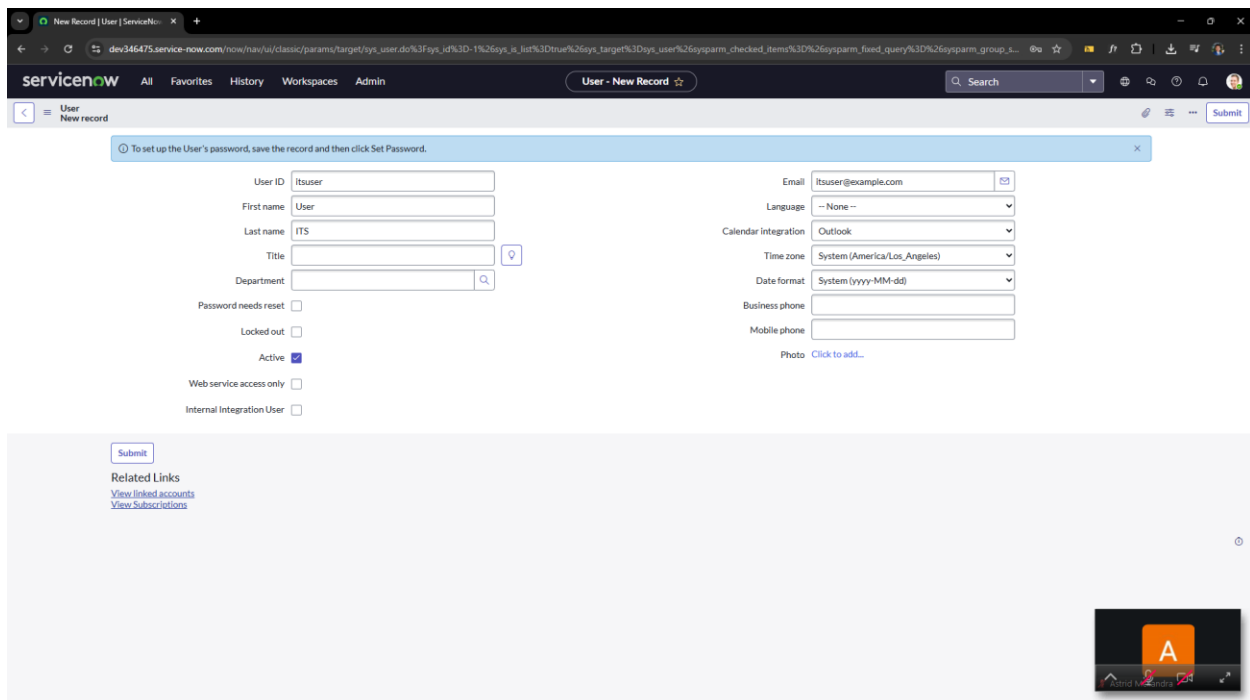 New Record | User | ServiceNov
dev346475.service-now.com/now/nav/ui/classic/params/target/sys_user.do%3Fsys_id%3D-1%26sys_is_list%3Dtrue%26sys_target%3Dsys_user%26sysparm_checked_items%3D%26sysparm_fixed_query%3D%26sysparm_group_s...
servicenow All Favorites History Workspaces Admin User - New Record Search
User
New record
Submit
To set up the User's password, save the record and then click Set Password.
User ID itsuser
First name User
Last name ITS
Title
Department
Password needs reset
Locked out
Active
Web service access only
Internal Integration User
Email itsuser@example.com
Language -- None --
Calendar integration Outlook
Time zone System (America/Los_Angeles)
Date format System (yyyy-MM-dd)
Business phone
Mobile phone
Photo Click to add...
Submit
Related Links
View linked accounts
View Subscriptions
A
Astrid